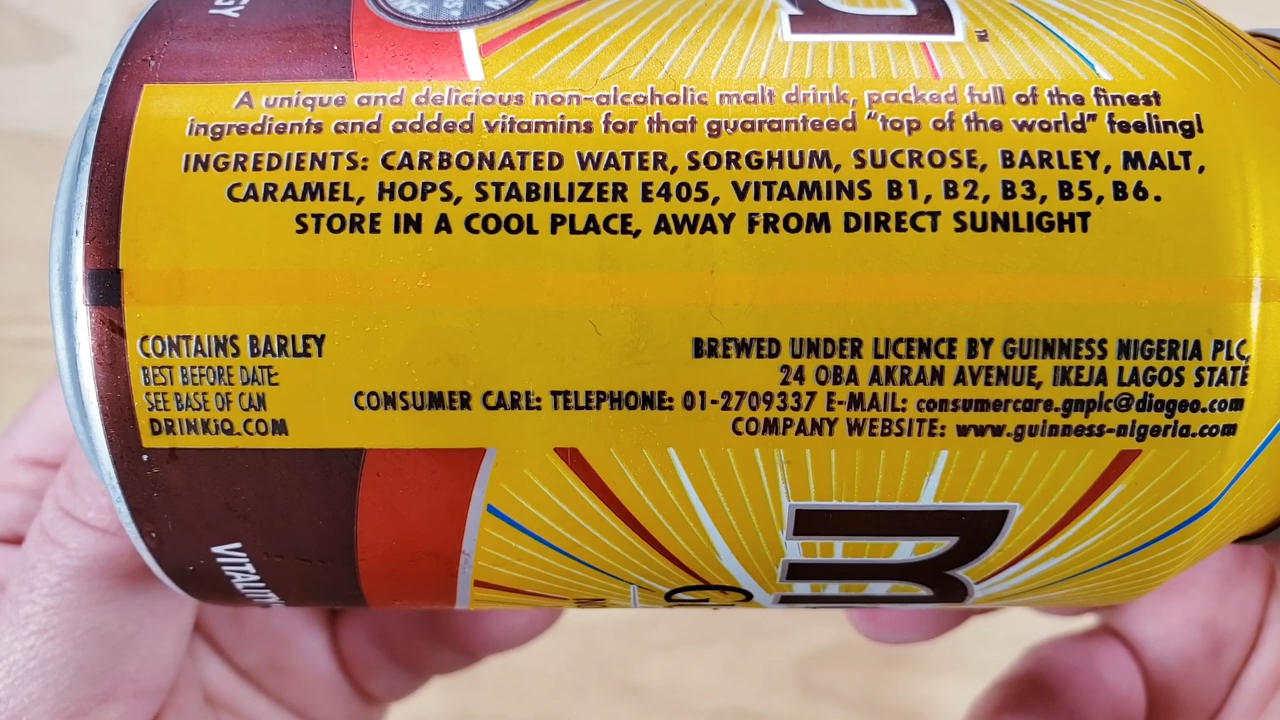 A unique and delicious non-alcoholic malt drink, packed full of the finest
ingredients and added vitamins for that guaranteed "top of the world" feeling!
INGREDIENTS: CARBONATED WATER, SORGHUM, SUCROSE, BARLEY, MALT,
CARAMEL, HOPS, STABILIZER E405, VITAMINS B1, B2, B3, B5, B6.
STORE IN A COOL PLACE, AWAY FROM DIRECT SUNLIGHT
CONTAINS BARLEY
BEST BEFORE DATE:
SEE BASE OF CAN
DRINKiQ.COM
BREWED UNDER LICENCE BY GUINNESS NIGERIA PLC,
24 OBA AKRAN AVENUE, IKEJA LAGOS STATE
CONSUMER CARE: TELEPHONE: 01-2709337 E-MAIL: consumercare.gnplc@diageo.com
COMPANY WEBSITE: www.guinness-nigeria.com
VITALITY